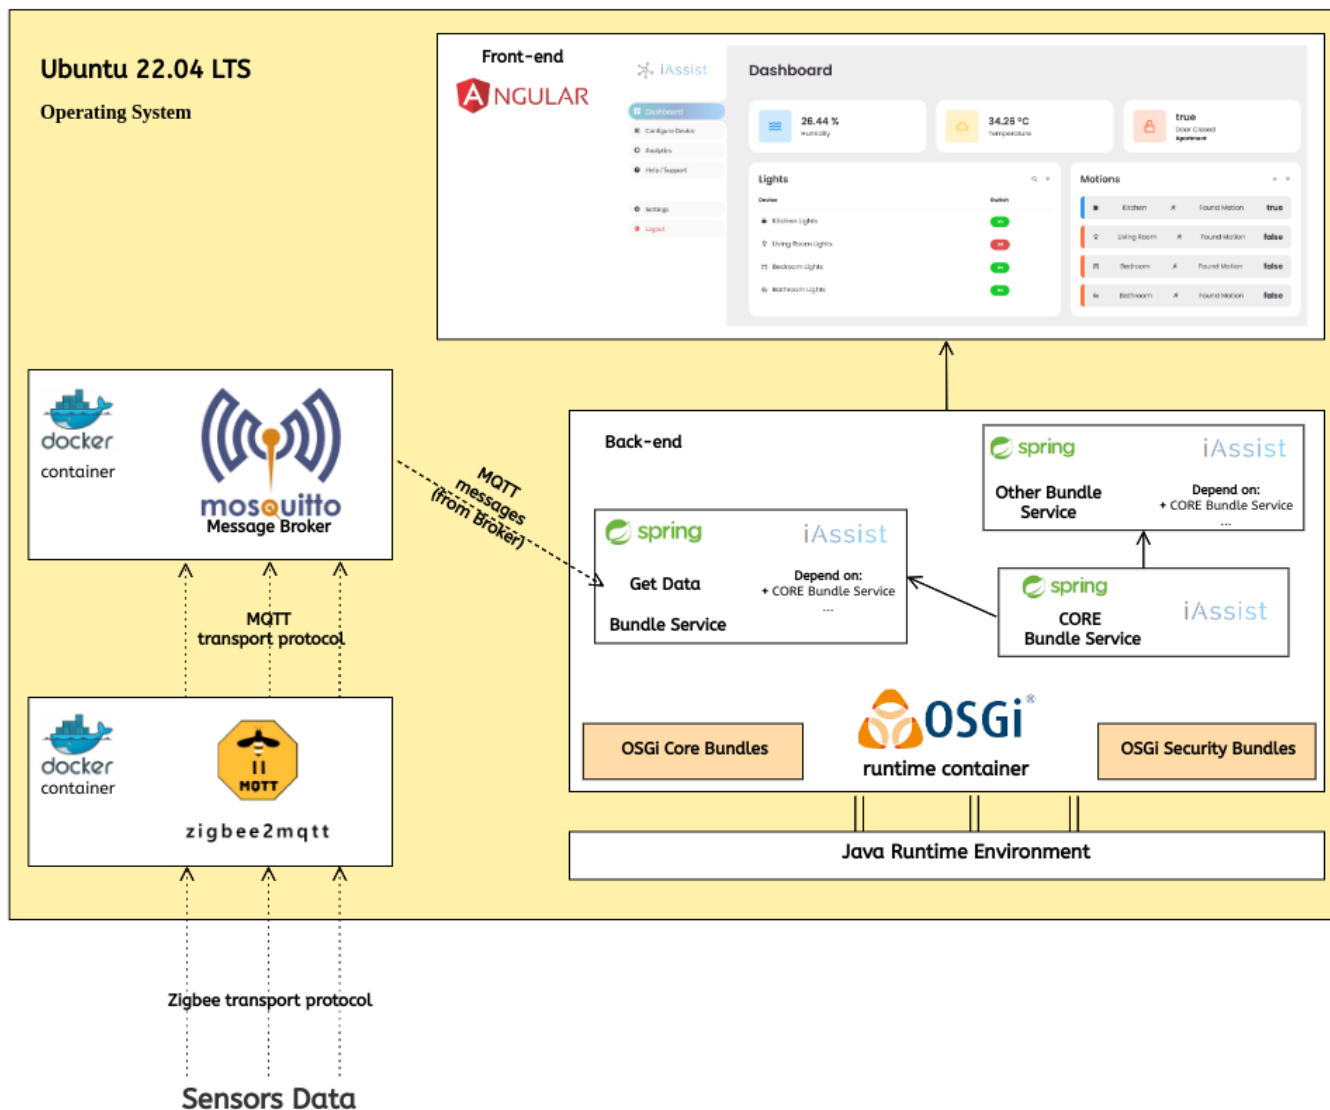 Ubuntu 22.04 LTS
Operating System
Front-end
ANGULAR
iAssist
Dashboard
Configure Device
Analytics
Help / Support
Settings
Logout
Dashboard
26.44 %
Humidity
34.26 °C
Temperature
true
Door Closed
Apartment
Lights
Device
Switch
Kitchen Lights
Living Room Lights
Bedroom Lights
Bathroom Lights
Motions
Kitchen Found Motion true
Living Room Found Motion false
Bedroom Found Motion false
Bathroom Found Motion false
docker
container
mosquitto
Message Broker
MQTT
messages
(from Broker)
MQTT
transport protocol
docker
container
MQTT
zigbee2mqtt
Zigbee transport protocol
Sensors Data
Back-end
spring
iAssist
Get Data
Bundle Service
Depend on:
+ CORE Bundle Service
...
spring
iAssist
Other Bundle
Service
Depend on:
+ CORE Bundle Service
...
spring
iAssist
CORE
Bundle Service
OSGi Core Bundles
OSGi®
runtime container
OSGi Security Bundles
Java Runtime Environment